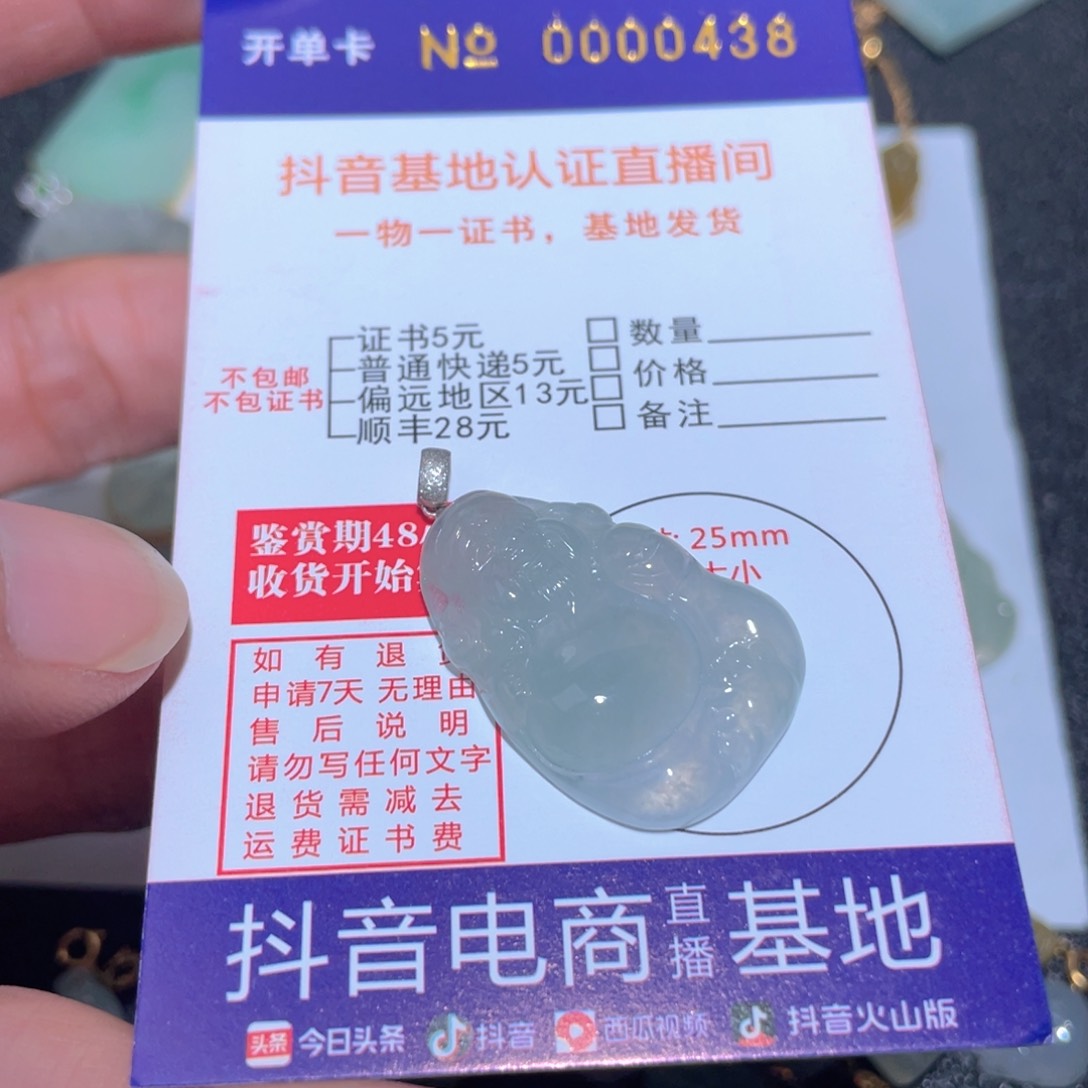 开单卡 № 0000438
抖音基地认证直播间
一物一证书，基地发货
不包邮
不包证书
证书5元
普通快递5元
偏远地区13元
顺丰28元
数量
价格
备注
鉴赏期48
收货开始
25mm
大小
如有退
申请7天 无理由
售后说明
请勿写任何文字
退货需减去
运费证书费
抖音电商直播基地
头条 今日头条 抖音 西瓜视频 抖音火山版